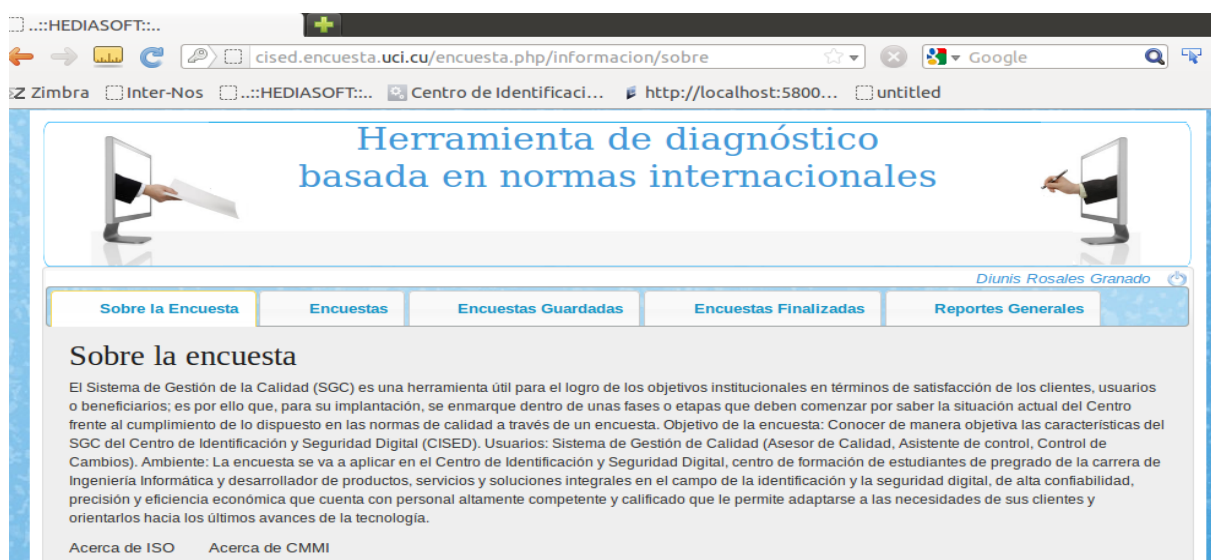 ..::HEDIASOFT::..
cised.encuesta.uci.cu/encuesta.php/informacion/sobre
Google
Zimbra Inter-Nos ..::HEDIASOFT::.. Centro de Identificaci... http://localhost:5800... untitled
Herramienta de diagnóstico
basada en normas internacionales
Diunis Rosales Granado
Sobre la Encuesta Encuestas Encuestas Guardadas Encuestas Finalizadas Reportes Generales
Sobre la encuesta
El Sistema de Gestión de la Calidad (SGC) es una herramienta útil para el logro de los objetivos institucionales en términos de satisfacción de los clientes, usuarios
o beneficiarios; es por ello que, para su implantación, se enmarque dentro de unas fases o etapas que deben comenzar por saber la situación actual del Centro
frente al cumplimiento de lo dispuesto en las normas de calidad a través de un encuesta. Objetivo de la encuesta: Conocer de manera objetiva las características del
SGC del Centro de Identificación y Seguridad Digital (CISED). Usuarios: Sistema de Gestión de Calidad (Asesor de Calidad, Asistente de control, Control de
Cambios). Ambiente: La encuesta se va a aplicar en el Centro de Identificación y Seguridad Digital, centro de formación de estudiantes de pregrado de la carrera de
Ingeniería Informática y desarrollador de productos, servicios y soluciones integrales en el campo de la identificación y la seguridad digital, de alta confiabilidad,
precisión y eficiencia económica que cuenta con personal altamente competente y calificado que le permite adaptarse a las necesidades de sus clientes y
orientarlos hacia los últimos avances de la tecnología.
Acerca de ISO Acerca de CMMI